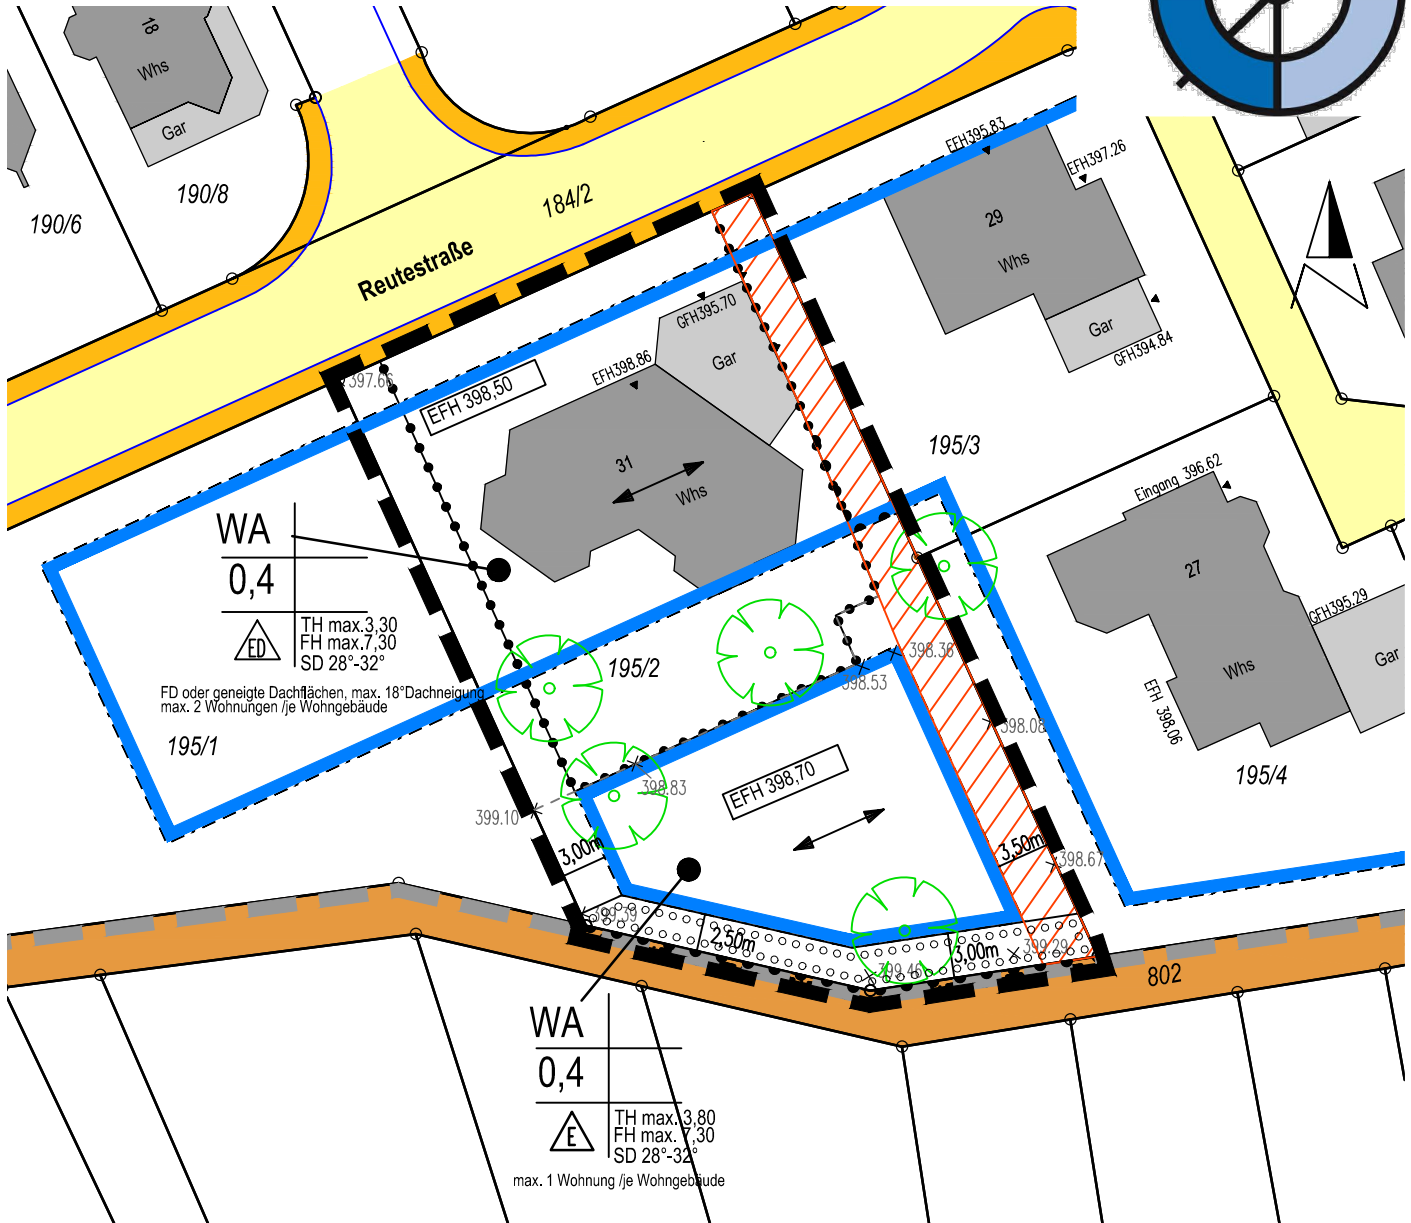 18
Whs
Gar
190/6
190/8
184/2
Reutestraße
EFH395.83
EFH397.26
29
Whs
Gar
GFH394.84
GFH395.70
Gar
EFH398.86
397.66
EFH 398,50
31
Whs
195/3
Eingang 396.62
27
GFH395.29
Whs
Gar
EFH 398.06
195/4
WA
0,4
ED
TH max.3,30
FH max.7,30
SD 28°-32°
FD oder geneigte Dachflächen, max. 18°Dachneigung
max. 2 Wohnungen /je Wohngebäude
195/1
195/2
398.36
398.53
398.08
398.83
EFH 398,70
399.10
3,00m
3,50m
398.67
399.39
2,50m
3,00m
399.29
399.46
802
WA
0,4
E
TH max. 3,80
FH max. 7,30
SD 28°-32°
max. 1 Wohnung /je Wohngebäude